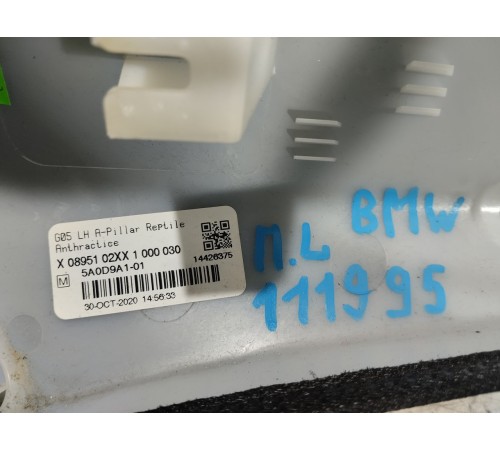 G05 LH A-Pillar Reptile
Anthractice
X 08951 02XX 1 000 030
14426375
M
5A0D9A1-01
30-OCT-2020 14:56:33
П.L BMW
111995